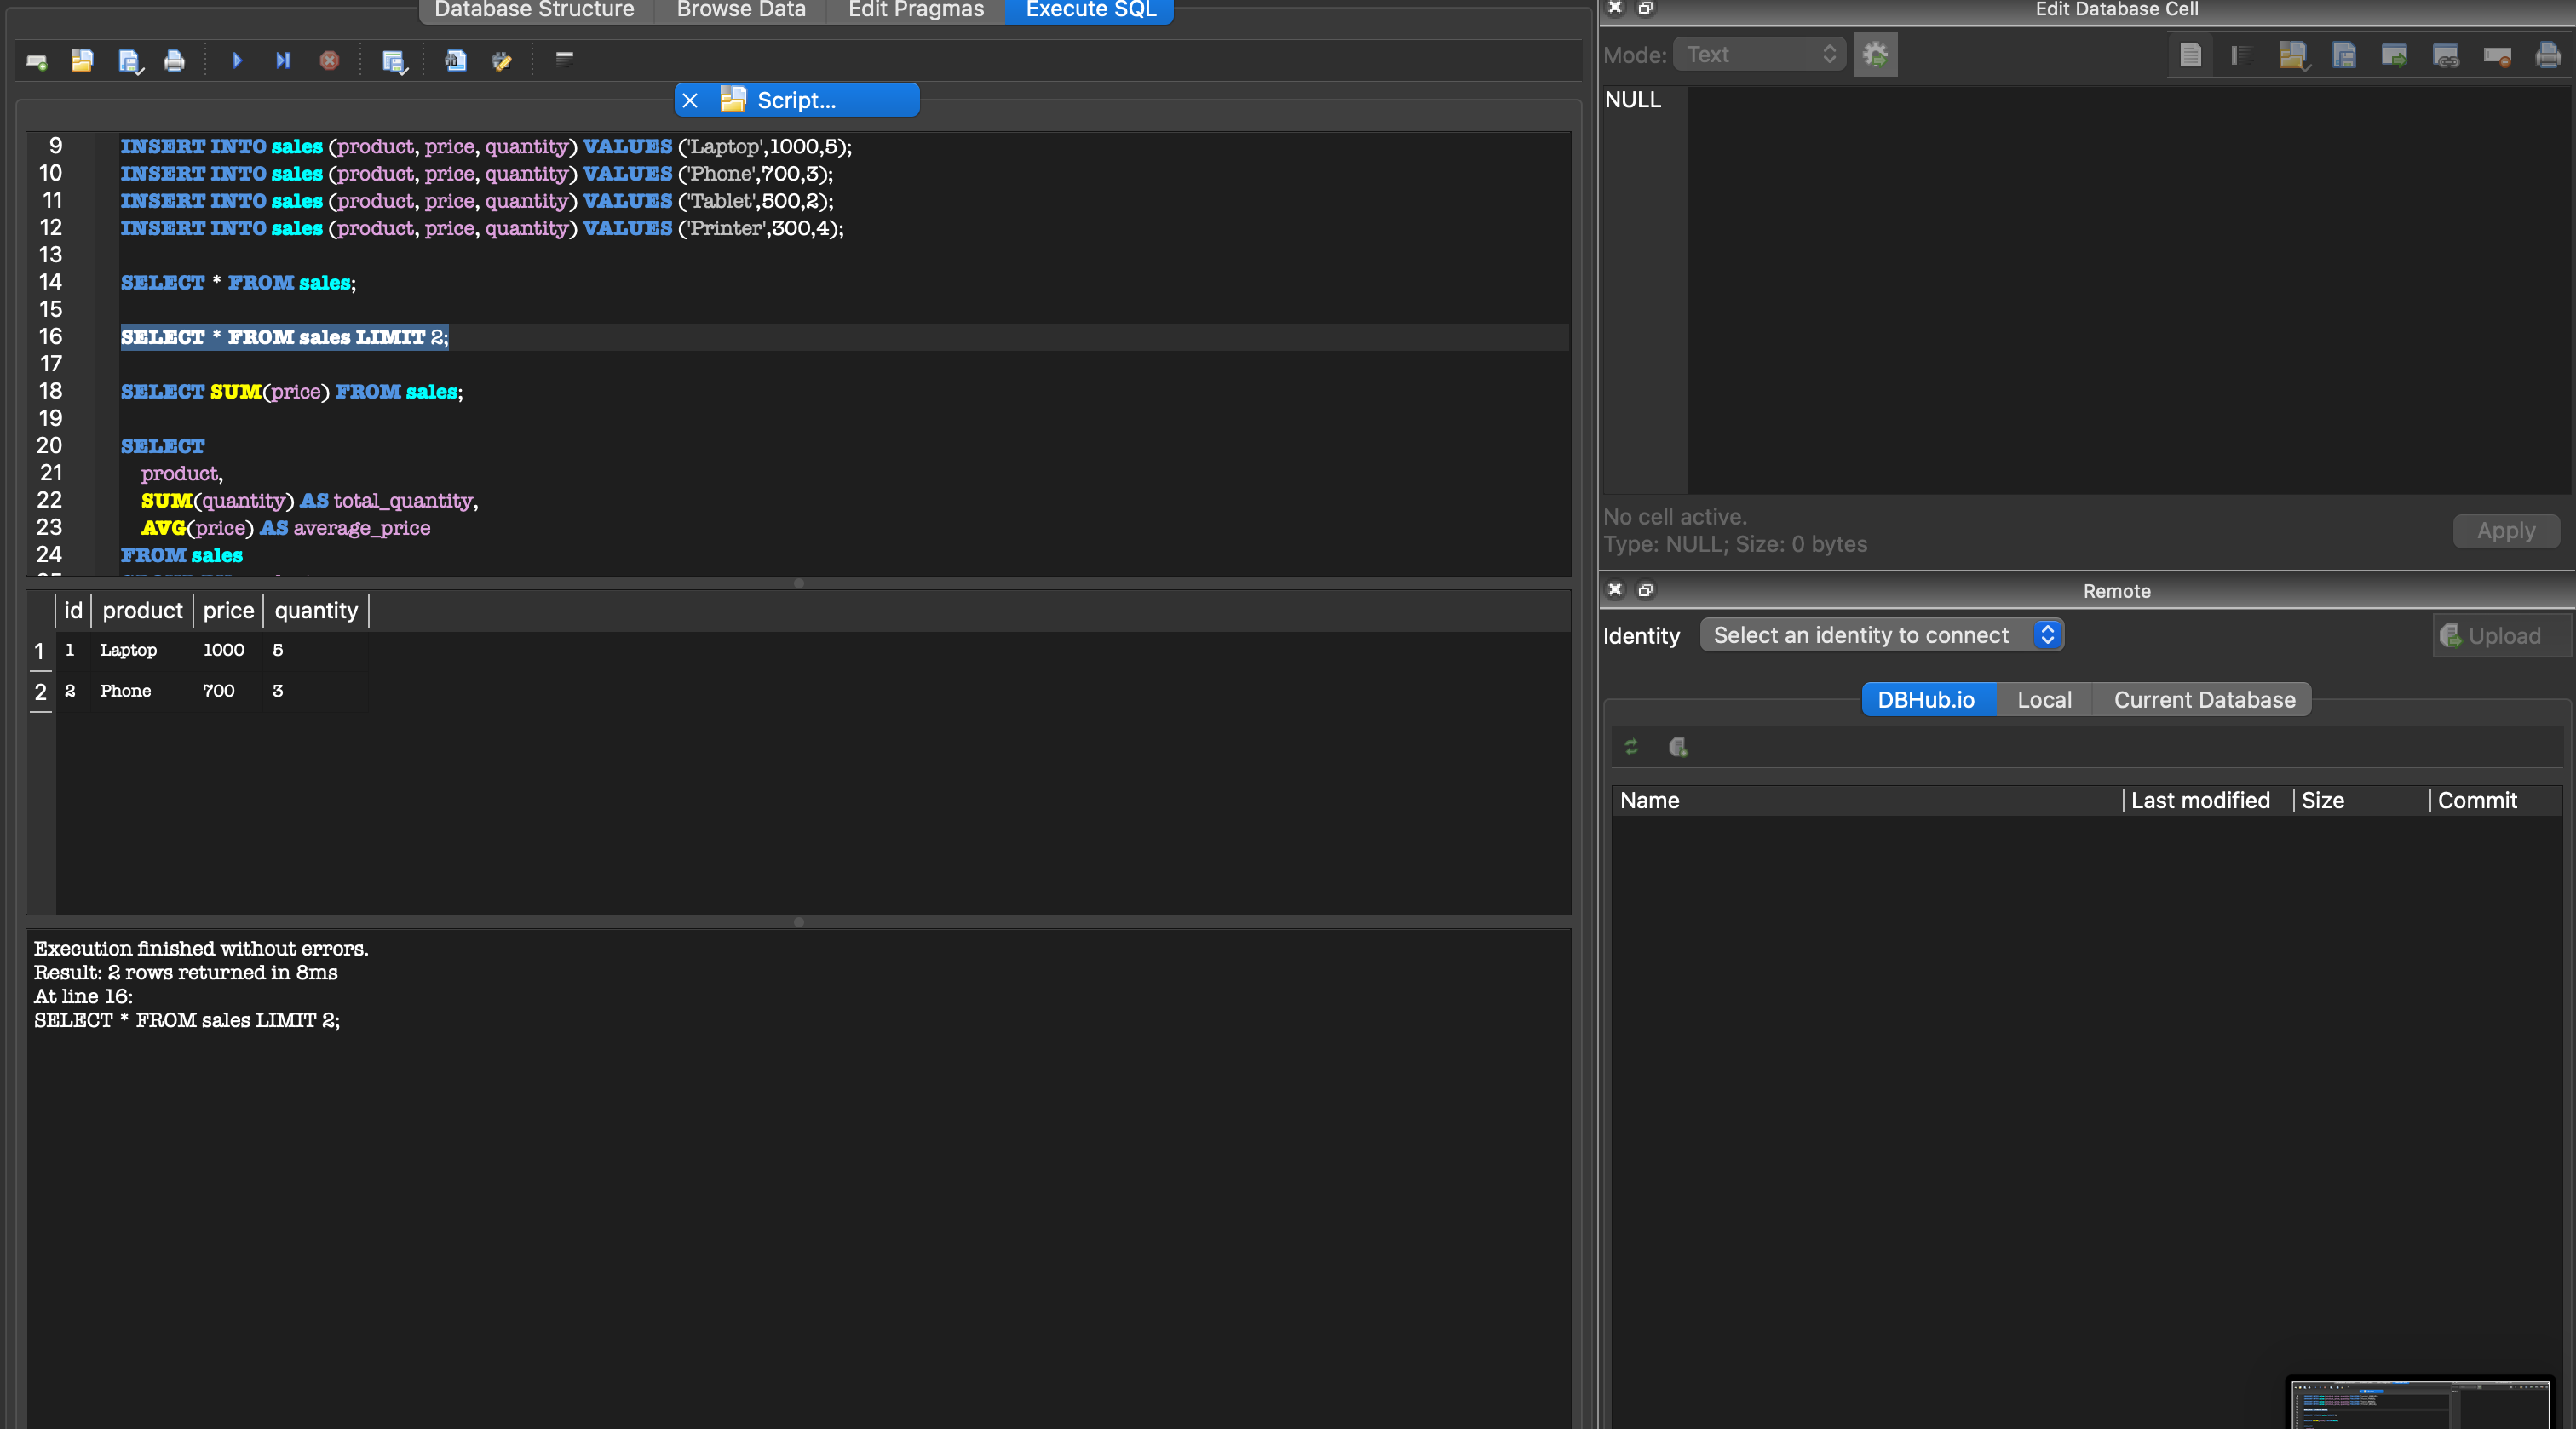 Database Structure Browse Data Edit Pragmas Execute SQL
Script...
9 INSERT INTO sales (product, price, quantity) VALUES ('Laptop',1000,5);
10 INSERT INTO sales (product, price, quantity) VALUES ('Phone',700,3);
11 INSERT INTO sales (product, price, quantity) VALUES ('Tablet',500,2);
12 INSERT INTO sales (product, price, quantity) VALUES ('Printer',300,4);
13
14 SELECT * FROM sales;
15
16 SELECT * FROM sales LIMIT 2;
17
18 SELECT SUM(price) FROM sales;
19
20 SELECT
21 product,
22 SUM(quantity) AS total_quantity,
23 AVG(price) AS average_price
24 FROM sales
id product price quantity
1 1 Laptop 1000 5
2 2 Phone 700 3
Execution finished without errors.
Result: 2 rows returned in 8ms
At line 16:
SELECT * FROM sales LIMIT 2;
Edit Database Cell
Mode: Text
NULL
No cell active.
Type: NULL; Size: 0 bytes
Apply
Remote
Identity Select an identity to connect Upload
DBHub.io Local Current Database
Name Last modified Size Commit